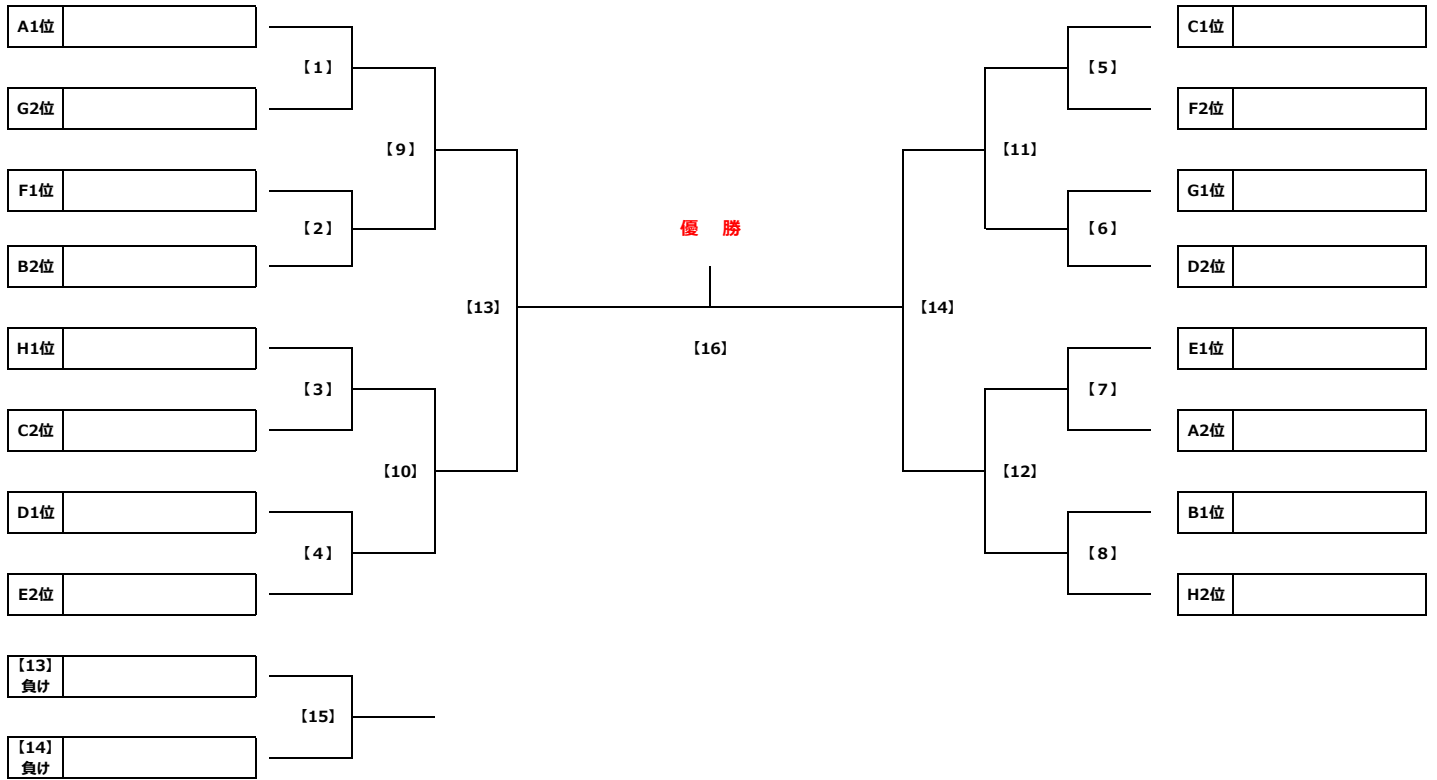 A1位
【1】
G2位
【9】
F1位
【2】
B2位
【13】
H1位
【3】
C2位
【10】
D1位
【4】
E2位
【13】
負け
【15】
【14】
負け
優 勝
【16】
C1位
【5】
F2位
【11】
G1位
【6】
D2位
【14】
E1位
【7】
A2位
【12】
B1位
【8】
H2位